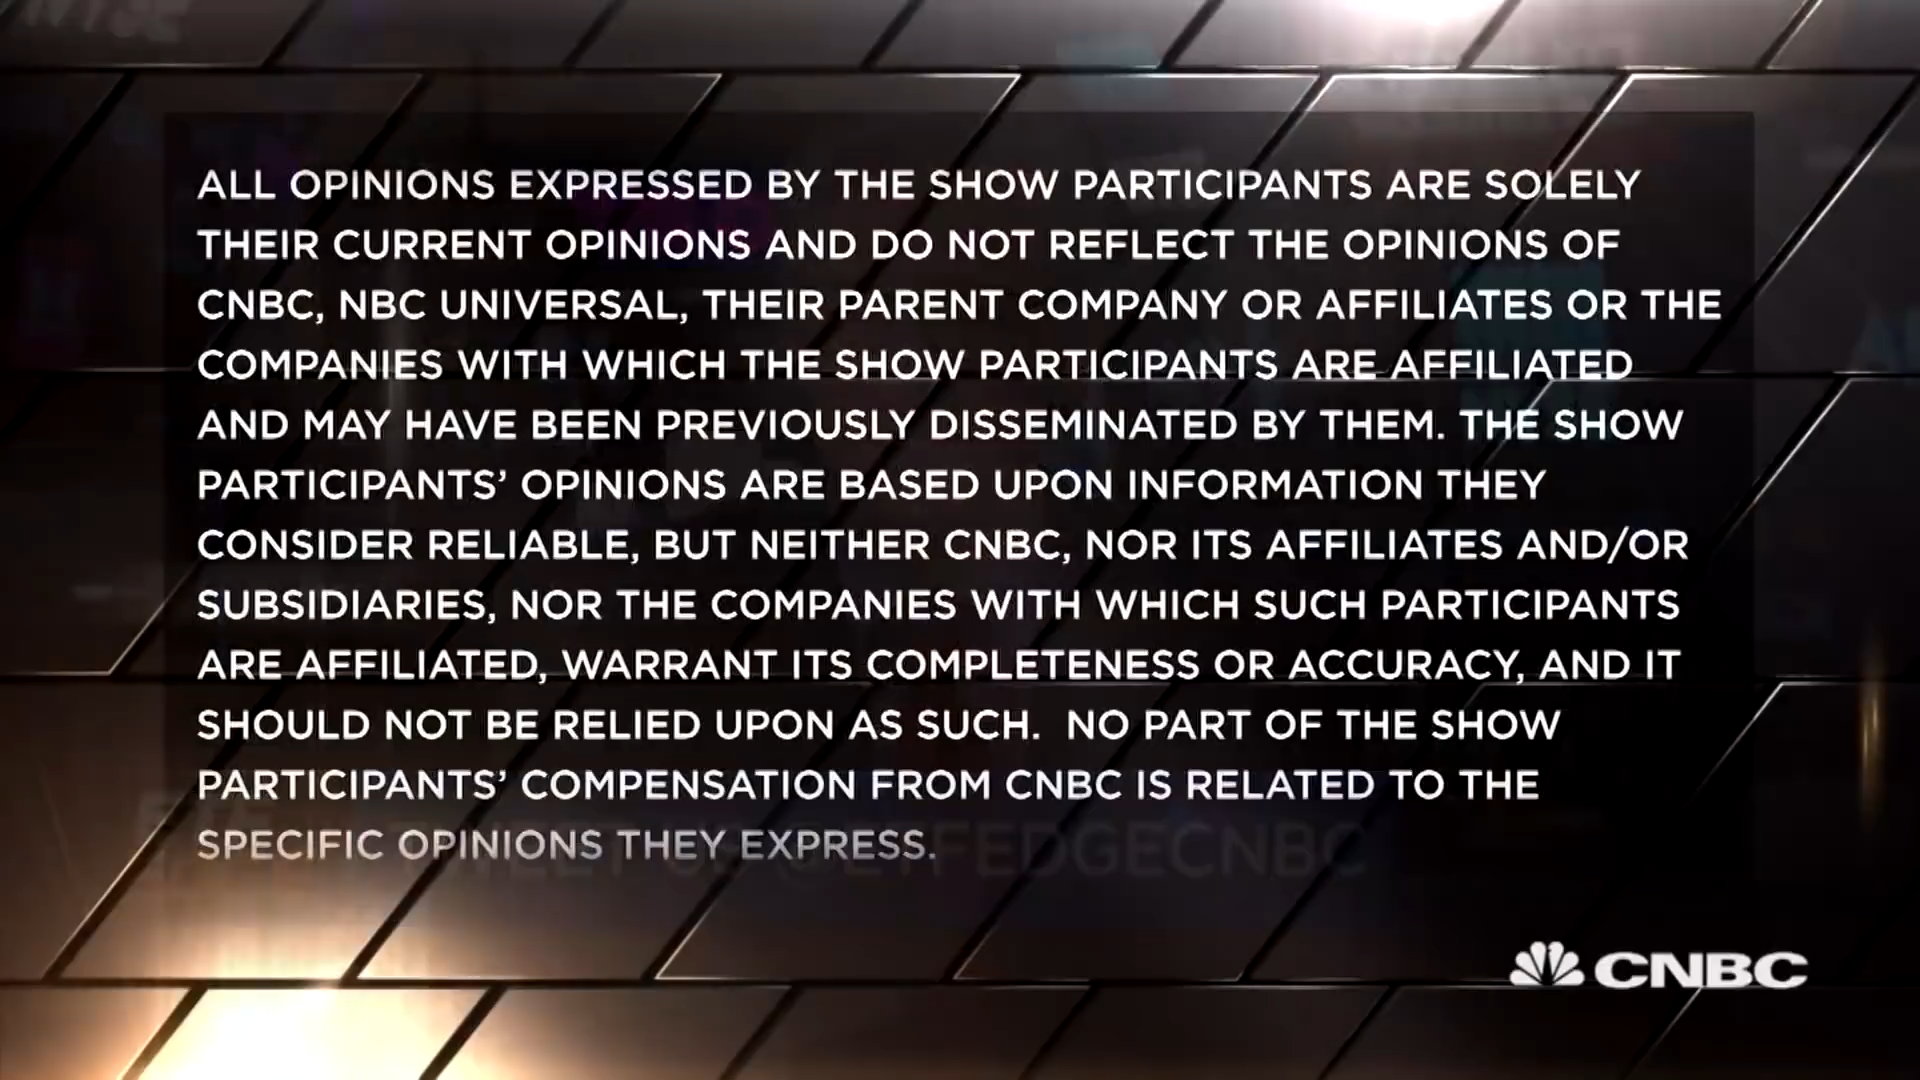 ALL OPINIONS EXPRESSED BY THE SHOW PARTICIPANTS ARE SOLELY
THEIR CURRENT OPINIONS AND DO NOT REFLECT THE OPINIONS OF
CNBC, NBC UNIVERSAL, THEIR PARENT COMPANY OR AFFILIATES OR THE
COMPANIES WITH WHICH THE SHOW PARTICIPANTS ARE AFFILIATED
AND MAY HAVE BEEN PREVIOUSLY DISSEMINATED BY THEM. THE SHOW
PARTICIPANTS’ OPINIONS ARE BASED UPON INFORMATION THEY
CONSIDER RELIABLE, BUT NEITHER CNBC, NOR ITS AFFILIATES AND/OR
SUBSIDIARIES, NOR THE COMPANIES WITH WHICH SUCH PARTICIPANTS
ARE AFFILIATED, WARRANT ITS COMPLETENESS OR ACCURACY, AND IT
SHOULD NOT BE RELIED UPON AS SUCH.  NO PART OF THE SHOW
PARTICIPANTS’ COMPENSATION FROM CNBC IS RELATED TO THE
SPECIFIC OPINIONS THEY EXPRESS.
@ETFEDGECNBC
CNBC